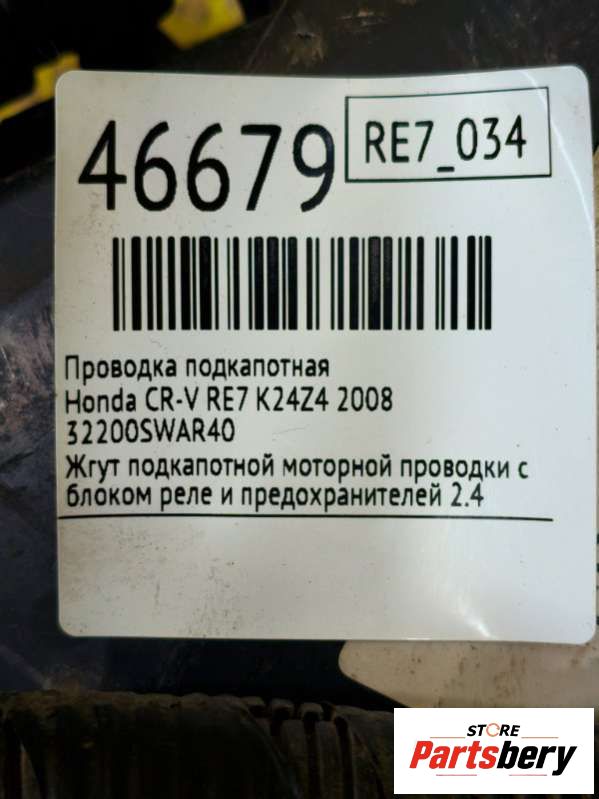 46679
RE7_034
Проводка подкапотная
Honda CR-V RE7 K24Z4 2008
32200SWAR40
Жгут подкапотной моторной проводки с
блоком реле и предохранителей 2.4
STORE
Partsbery